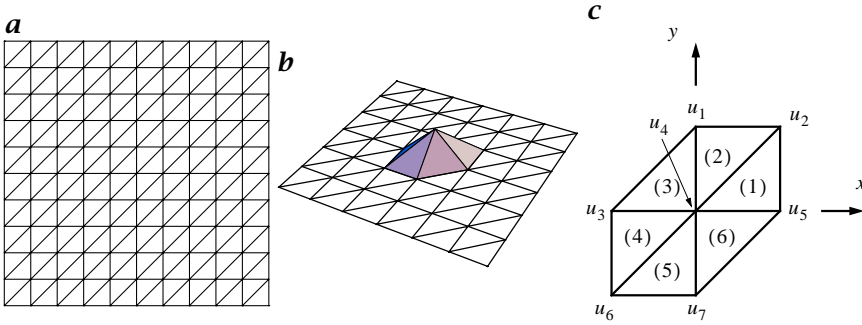 a
b
c
y
u₁
u₂
u₄
(2)
(3)
(1)
x
u₃
u₅
(4)
(6)
(5)
u₆
u₇